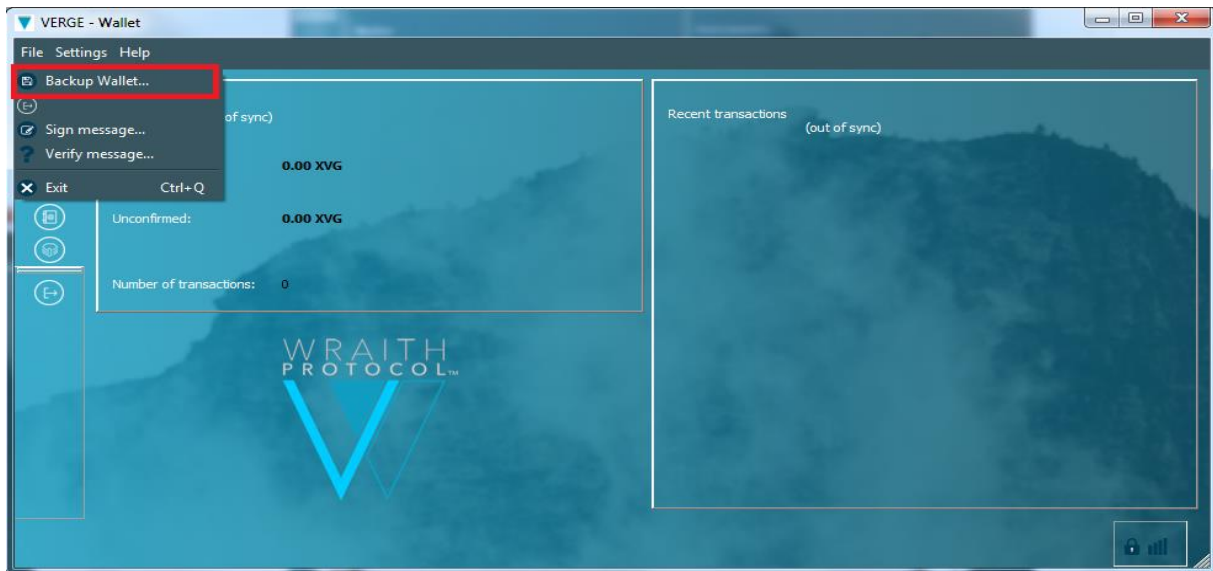 VERGE - Wallet
File Settings Help
Backup Wallet...
Sign message...
Verify message...
Exit Ctrl+Q
of sync)
0.00 XVG
Unconfirmed: 0.00 XVG
Number of transactions: 0
Recent transactions
(out of sync)
WRAITH
PROTOCOL™